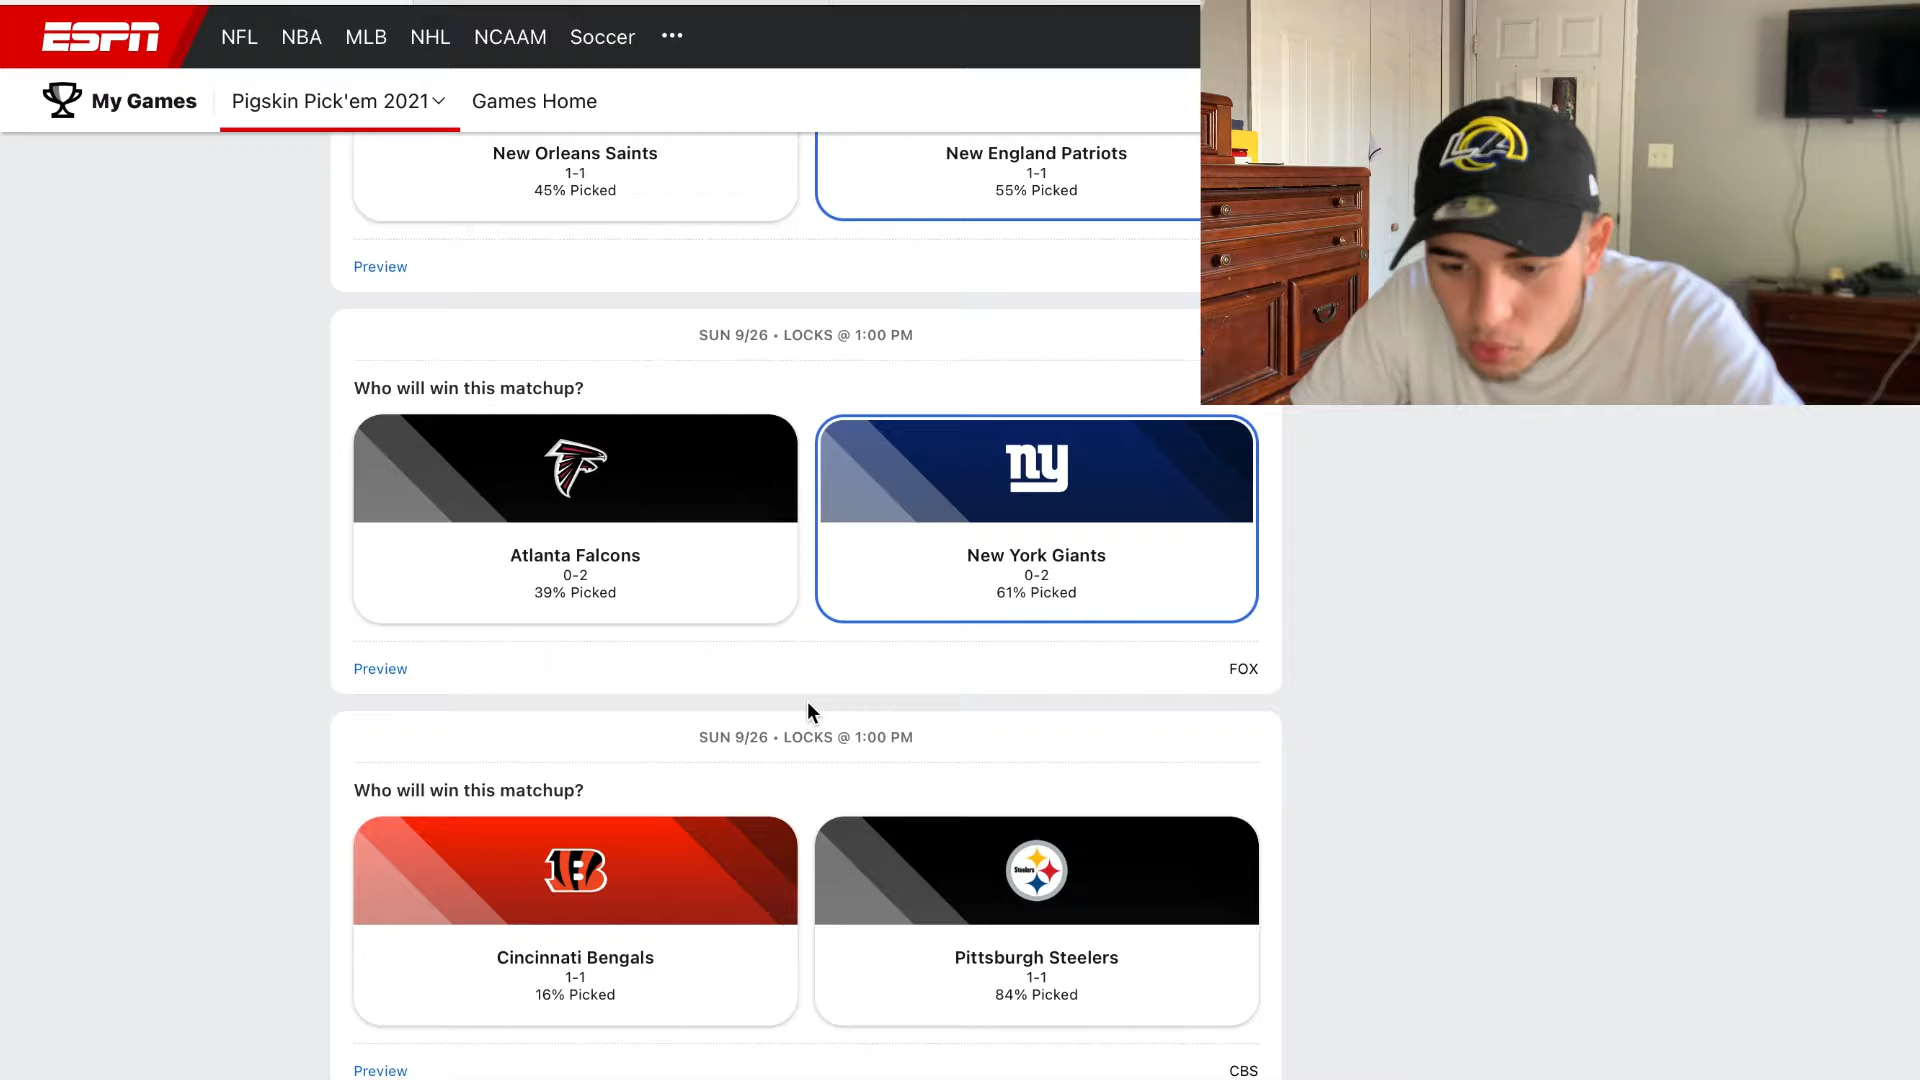 ESPN
NFL NBA MLB NHL NCAAM Soccer •••
My Games Pigskin Pick'em 2021 Games Home
New Orleans Saints
1-1
45% Picked
New England Patriots
1-1
55% Picked
Preview
SUN 9/26 • LOCKS @ 1:00 PM
Who will win this matchup?
ny
Atlanta Falcons
0-2
39% Picked
New York Giants
0-2
61% Picked
Preview
FOX
SUN 9/26 • LOCKS @ 1:00 PM
Who will win this matchup?
B
Steelers
Cincinnati Bengals
1-1
16% Picked
Pittsburgh Steelers
1-1
84% Picked
Preview
CBS
LA